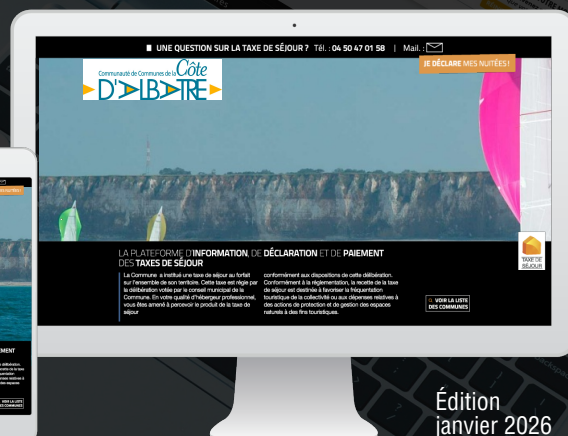 UNE QUESTION SUR LA TAXE DE SÉJOUR ? Tél. : 04 50 47 01 58 | Mail. :
JE DÉCLARE MES NUITÉES !
Communauté de Communes de la Côte
D'ALBATRE
LA PLATEFORME D'INFORMATION, DE DÉCLARATION ET DE PAIEMENT
DES TAXES DE SÉJOUR
La Commune a institué une taxe de séjour au forfait
sur l'ensemble de son territoire. Cette taxe est régie par
la délibération votée par le conseil municipal de la
Commune. En votre qualité d'hébergeur professionnel,
vous êtes amené à percevoir le produit de la taxe de
séjour
conformément aux dispositions de cette délibération.
Conformément à la réglementation, la recette de la taxe
de séjour est destinée à favoriser la fréquentation
touristique de la collectivité ou aux dépenses relatives à
des actions de protection et de gestion des espaces
naturels à des fins touristiques.
TAXE DE
SÉJOUR
VOIR LA LISTE
DES COMMUNES
Édition
janvier 2026